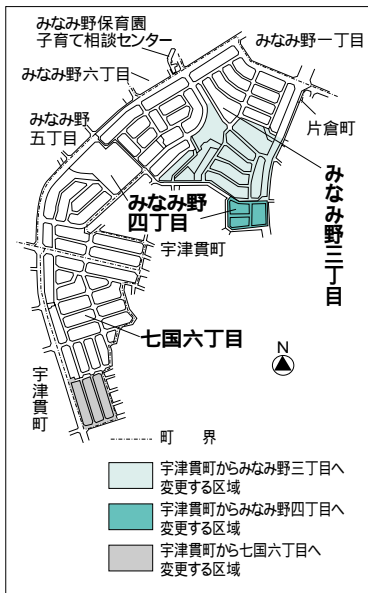 みなみ野保育園
子育て相談センター
みなみ野一丁目
みなみ野六丁目
みなみ野
五丁目
片倉町
みなみ野三丁目
みなみ野
四丁目
宇津貫町
七国六丁目
宇津貫町
N
町 界
宇津貫町からみなみ野三丁目へ
変更する区域
宇津貫町からみなみ野四丁目へ
変更する区域
宇津貫町から七国六丁目へ
変更する区域